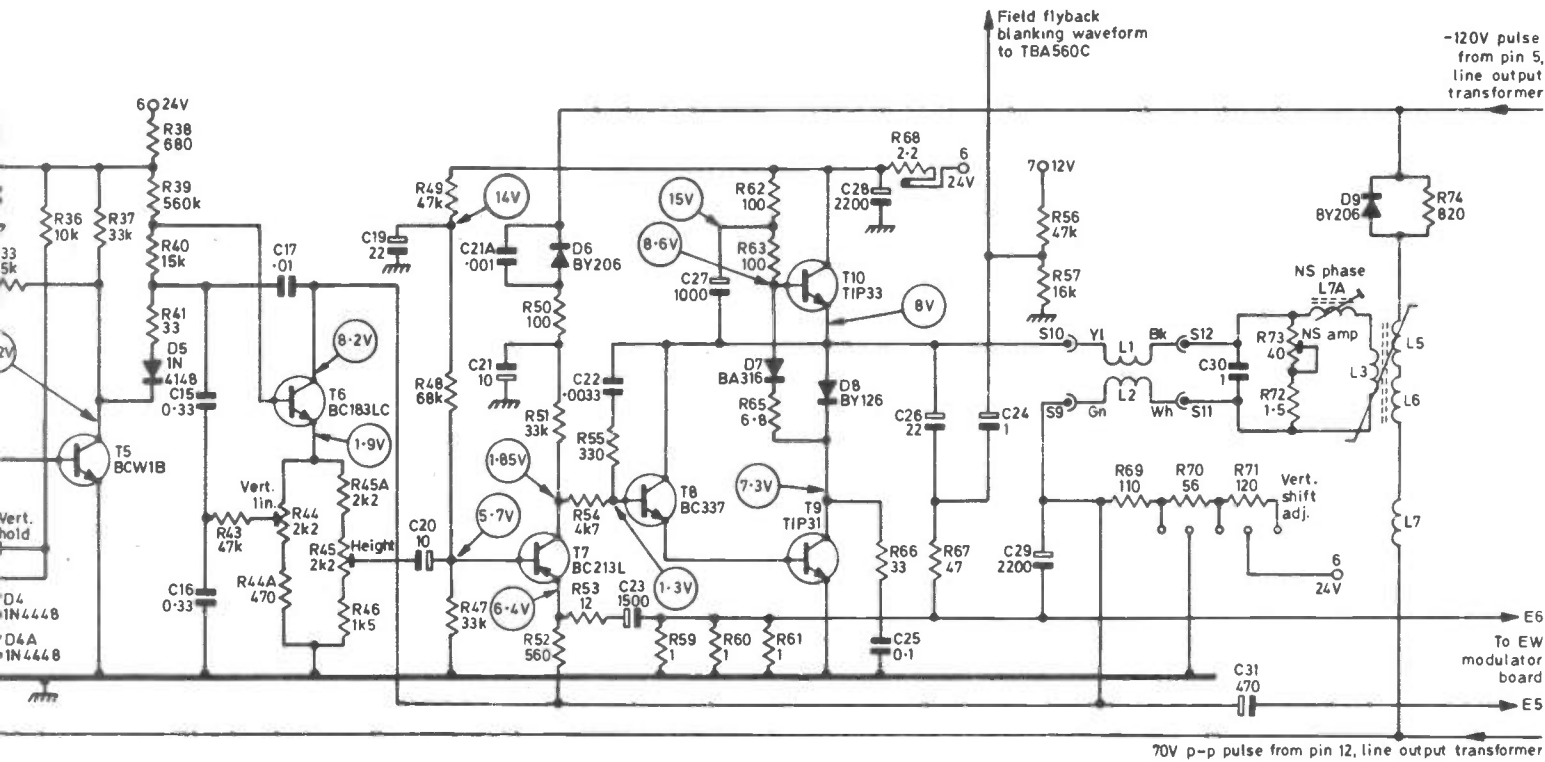 Field flyback
blanking waveform
to TBA560C
-120V pulse
from pin 5,
line output
transformer
6 24V
R38
680
R39
560k
R36
10k
R37
33k
R40
15k
33
5k
C17
·01
R41
33
D5
1N
4148
C15
0·33
8·2V
T6
BC183LC
1·9V
T5
BCW1B
Vert.
lin.
R44
2k2
R45A
2k2
R43
47k
Height
R45
2k2
R44A
470
R46
1k5
C16
0·33
Vert.
hold
D4
1N4448
D4A
1N4448
R49
47k
14V
C19
22
C21A
·001
D6
BY206
R50
100
C21
10
R48
68k
R51
33k
1·85V
5·7V
C20
10
R54
4k7
T7
BC213L
6·4V
R47
33k
R53
12
C23
1500
R52
560
R59
1
R60
1
R61
1
1·3V
C22
·0033
R55
330
T8
BC337
R62
100
15V
8·6V
R63
100
C27
1000
T10
TIP33
8V
D7
BA316
R65
6·8
D8
BY126
7·3V
T9
TIP31
R66
33
C25
0·1
C28
2200
R68
2·2
6
24V
C26
22
C24
1
R67
47
7 12V
R56
47k
R57
16k
S10
Yl
L1
Blk
S12
S9
Gn
L2
Wh
S11
C30
1
NS phase
L7A
R73
40
NS amp
R72
1·5
L3
L5
L6
L7
D9
BY206
R74
820
R69
110
R70
56
R71
120
Vert.
shift
adj.
C29
2200
6
24V
E6
To EW
modulator
board
C31
470
E5
70V p-p pulse from pin 12, line output transformer